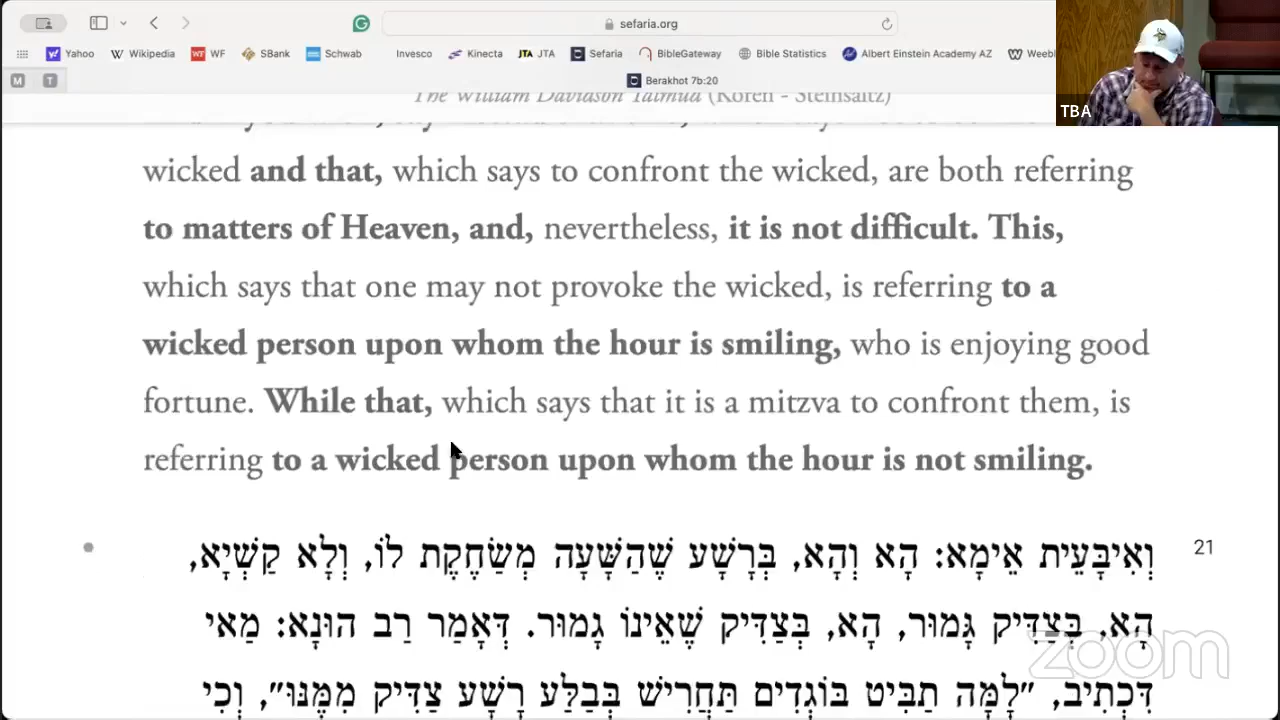 sefaria.org
Yahoo Wikipedia WF SBank Schwab Invesco Kinecta JTA Sefaria BibleGateway Bible Statistics Albert Einstein Academy AZ Weebl
M T Berakhot 7b:20
TBA
The William Davidson Talmud (Koren - Steinsaltz)
wicked and that, which says to confront the wicked, are both referring
to matters of Heaven, and, nevertheless, it is not difficult. This,
which says that one may not provoke the wicked, is referring to a
wicked person upon whom the hour is smiling, who is enjoying good
fortune. While that, which says that it is a mitzva to confront them, is
referring to a wicked person upon whom the hour is not smiling.
21
וְאִיבָּעֵית אֵימָא: הָא וְהָא, בְּרָשָׁע שֶׁהַשָּׁעָה מְשַׂחֶקֶת לוֹ, וְלָא קַשְׁיָא,
הָא, בְּצַדִּיק גָּמוּר, הָא, בְּצַדִּיק שֶׁאֵינוֹ גָמוּר. דְּאָמַר רַב הוּנָא: מַאי
דִּכְתִיב, ״לָמָּה תַבִּיט בּוֹגְדִים תַּחֲרִישׁ בְּבַלַּע רָשָׁע צַדִּיק מִמֶּנּוּ״, וְכִי
zoom